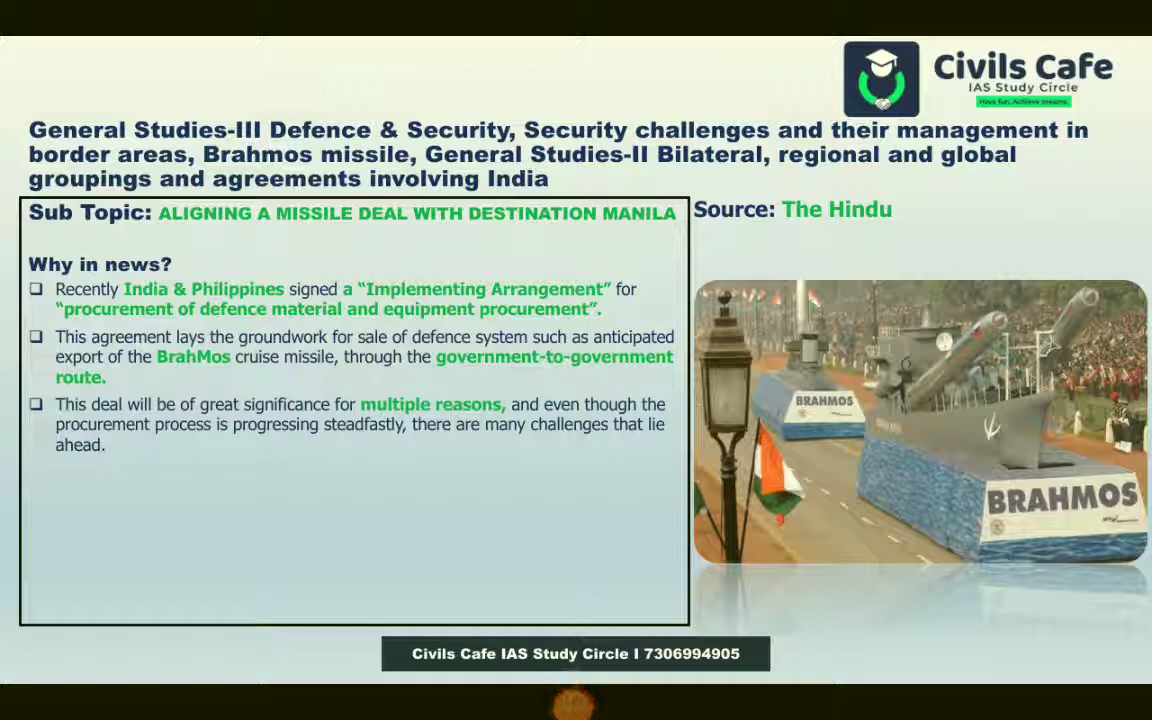 Civils Cafe
IAS Study Circle
Have fun, Achieve means.
General Studies-III Defence & Security, Security challenges and their management in
border areas, Brahmos missile, General Studies-II Bilateral, regional and global
groupings and agreements involving India
Sub Topic: ALIGNING A MISSILE DEAL WITH DESTINATION MANILA
Source: The Hindu
Why in news?
Recently India & Philippines signed a “Implementing Arrangement” for
“procurement of defence material and equipment procurement”.
This agreement lays the groundwork for sale of defence system such as anticipated
export of the BrahMos cruise missile, through the government-to-government
route.
This deal will be of great significance for multiple reasons, and even though the
procurement process is progressing steadfastly, there are many challenges that lie
ahead.
BRAHMOS
BRAHMOS
Civils Cafe IAS Study Circle I 7306994905